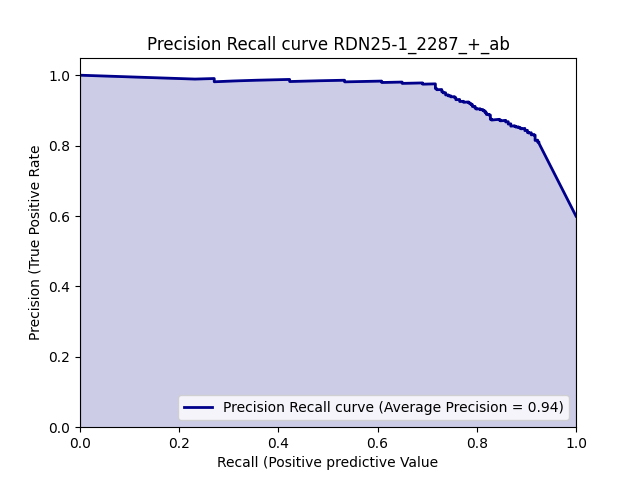 Precision Recall curve RDN25-1_2287_+_ab
Precision (True Positive Rate
1.0
0.8
0.6
0.4
0.2
0.0
Precision Recall curve (Average Precision = 0.94)
0.0 0.2 0.4 0.6 0.8 1.0
Recall (Positive predictive Value